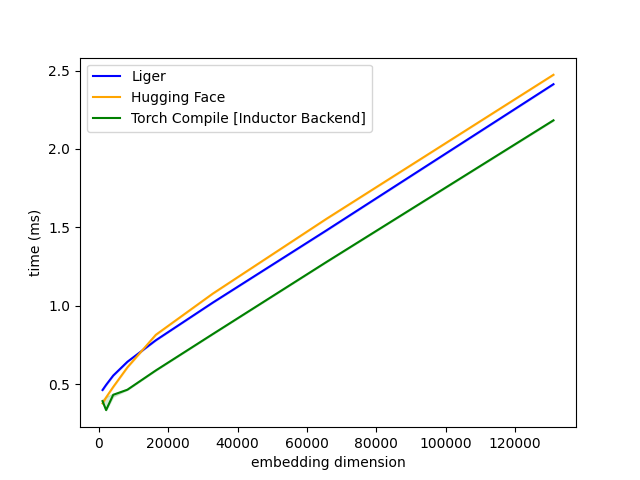 2.5
2.0
1.5
1.0
0.5
time (ms)
Liger
Hugging Face
Torch Compile [Inductor Backend]
0 20000 40000 60000 80000 100000 120000
embedding dimension